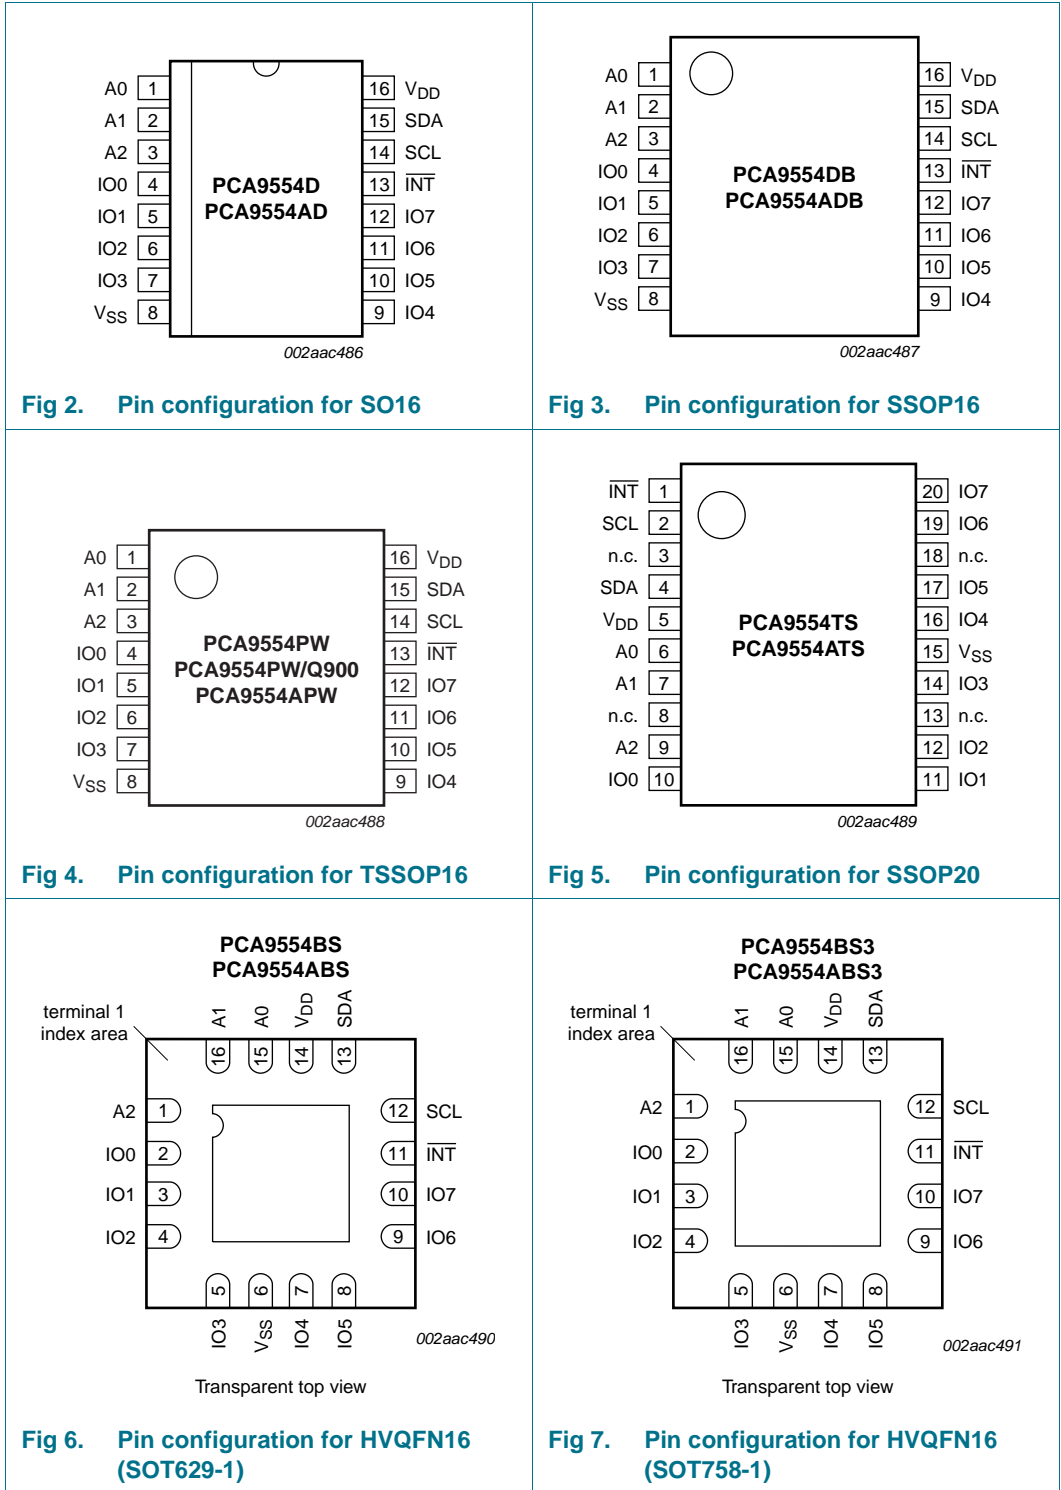 A0 1
A1 2
A2 3
IO0 4
IO1 5
IO2 6
IO3 7
VSS 8
PCA9554D
PCA9554AD
16 VDD
15 SDA
14 SCL
13 INT
12 IO7
11 IO6
10 IO5
9 IO4
002aac486
Fig 2. Pin configuration for SO16
A0 1
A1 2
A2 3
IO0 4
IO1 5
IO2 6
IO3 7
VSS 8
PCA9554DB
PCA9554ADB
16 VDD
15 SDA
14 SCL
13 INT
12 IO7
11 IO6
10 IO5
9 IO4
002aac487
Fig 3. Pin configuration for SSOP16
A0 1
A1 2
A2 3
IO0 4
IO1 5
IO2 6
IO3 7
VSS 8
PCA9554PW
PCA9554PW/Q900
PCA9554APW
16 VDD
15 SDA
14 SCL
13 INT
12 IO7
11 IO6
10 IO5
9 IO4
002aac488
Fig 4. Pin configuration for TSSOP16
INT 1
SCL 2
n.c. 3
SDA 4
VDD 5
A0 6
A1 7
n.c. 8
A2 9
IO0 10
PCA9554TS
PCA9554ATS
20 IO7
19 IO6
18 n.c.
17 IO5
16 IO4
15 VSS
14 IO3
13 n.c.
12 IO2
11 IO1
002aac489
Fig 5. Pin configuration for SSOP20
PCA9554BS
PCA9554ABS
terminal 1
index area
A1 A0 VDD SDA
16 15 14 13
A2 1
IO0 2
IO1 3
IO2 4
12 SCL
11 INT
10 IO7
9 IO6
5 6 7 8
IO3 VSS IO4 IO5
002aac490
Transparent top view
Fig 6. Pin configuration for HVQFN16
(SOT629-1)
PCA9554BS3
PCA9554ABS3
terminal 1
index area
A1 A0 VDD SDA
16 15 14 13
A2 1
IO0 2
IO1 3
IO2 4
12 SCL
11 INT
10 IO7
9 IO6
5 6 7 8
IO3 VSS IO4 IO5
002aac491
Transparent top view
Fig 7. Pin configuration for HVQFN16
(SOT758-1)